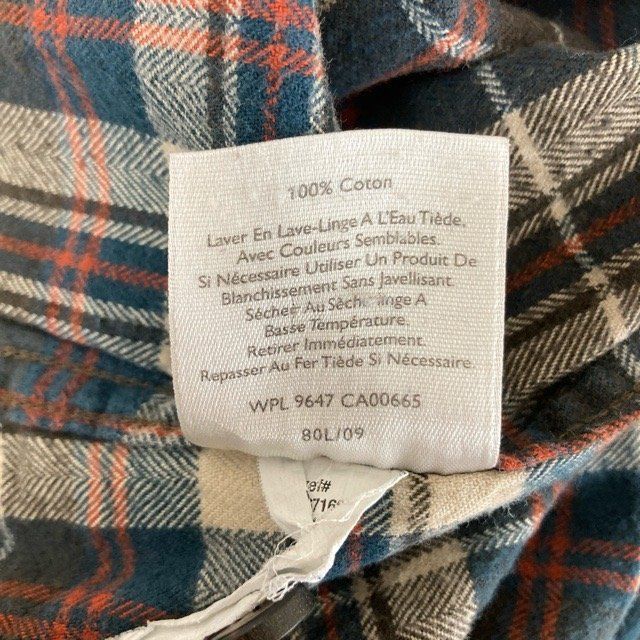 100% Coton
Laver En Lave-Linge A L'Eau Tiède,
Avec Couleurs Semblables.
Si Nécessaire Utiliser Un Produit De
Blanchissement Sans Javellisant.
Sécher Au Sèche linge A
Basse Température.
Retirer Immédiatement.
Repasser Au Fer Tiède Si Nécessaire.
WPL 9647 CA00665
80L/09